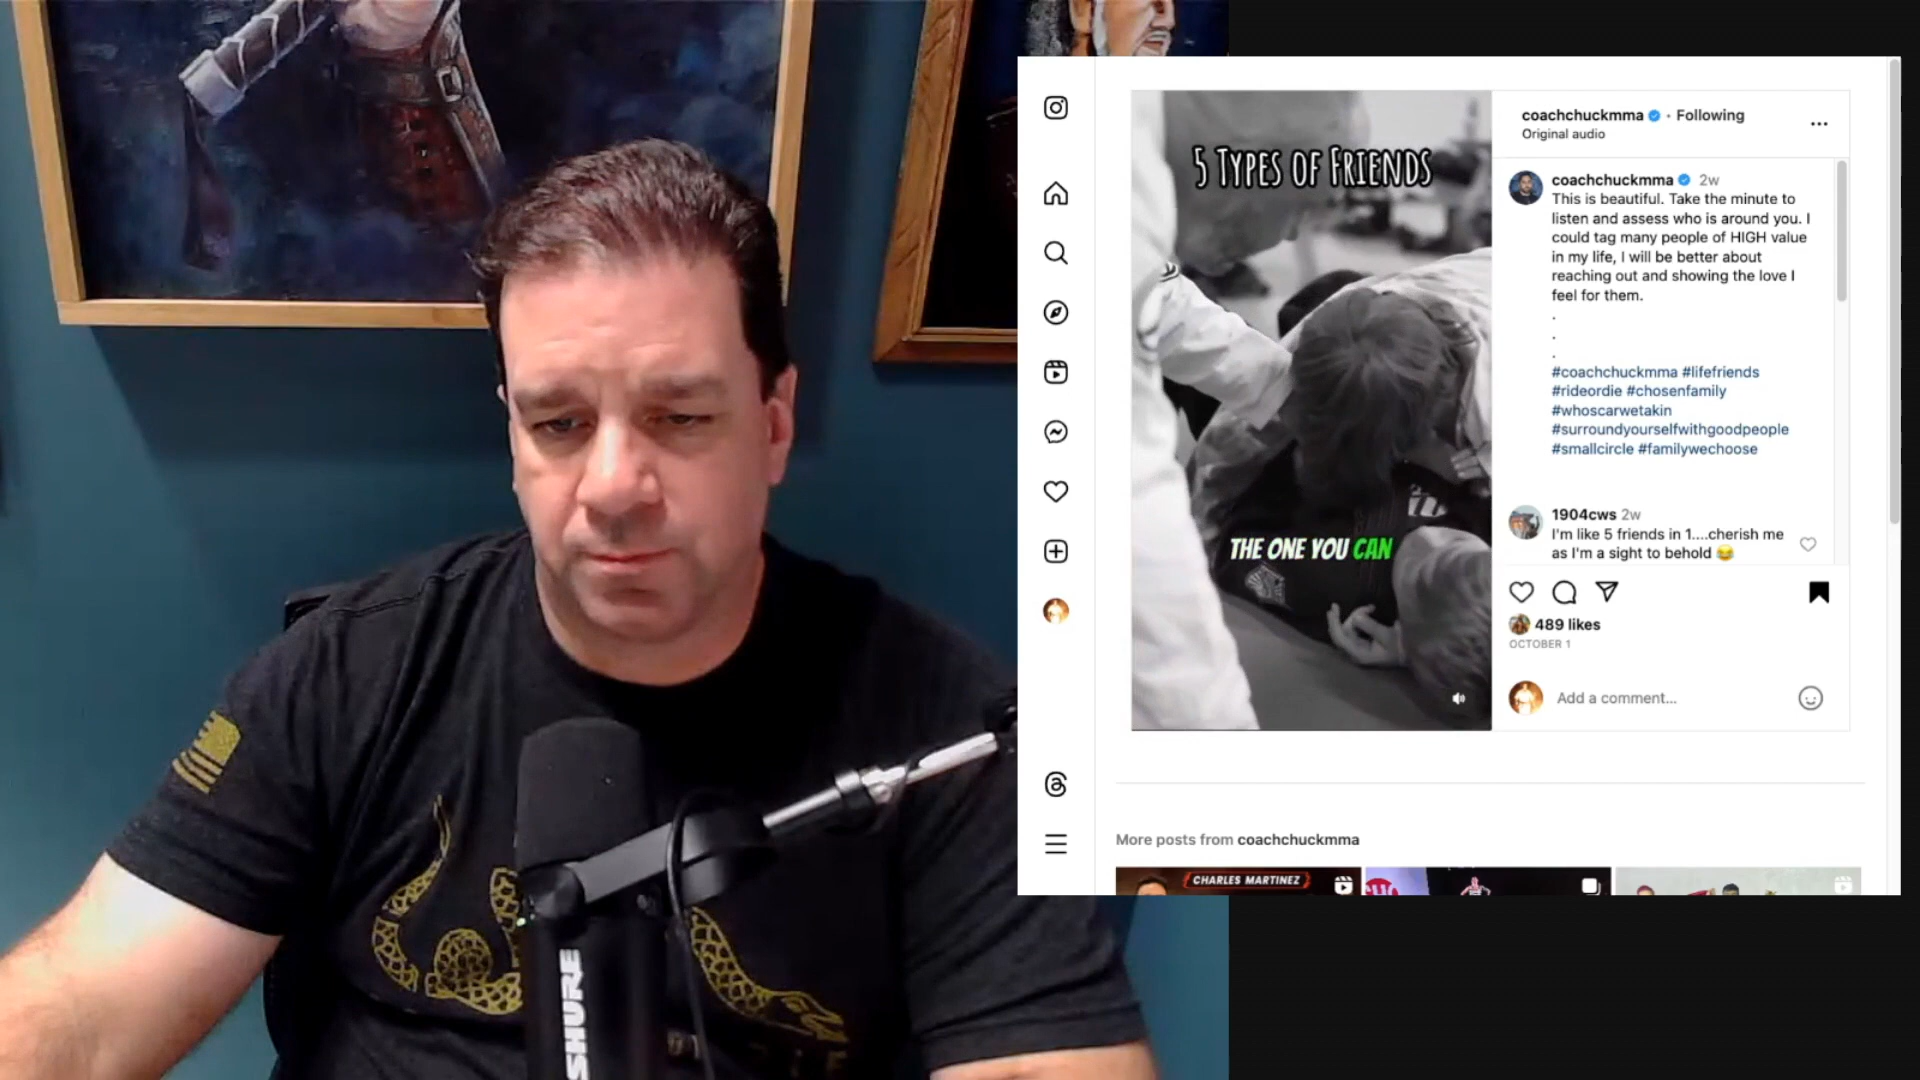 5 Types of Friends
THE ONE YOU CAN
coachchuckmma • Following
Original audio
coachchuckmma 2w
This is beautiful. Take the minute to
listen and assess who is around you. I
could tag many people of HIGH value
in my life, I will be better about
reaching out and showing the love I
feel for them.
.
.
.
#coachchuckmma #lifefriends
#rideordie #chosenfamily
#whoscarwetakin
#surroundyourselfwithgoodpeople
#smallcircle #familywechoose
1904cws 2w
I'm like 5 friends in 1....cherish me
as I'm a sight to behold 😂
489 likes
OCTOBER 1
Add a comment...
More posts from coachchuckmma
CHARLES MARTINEZ
SHURE